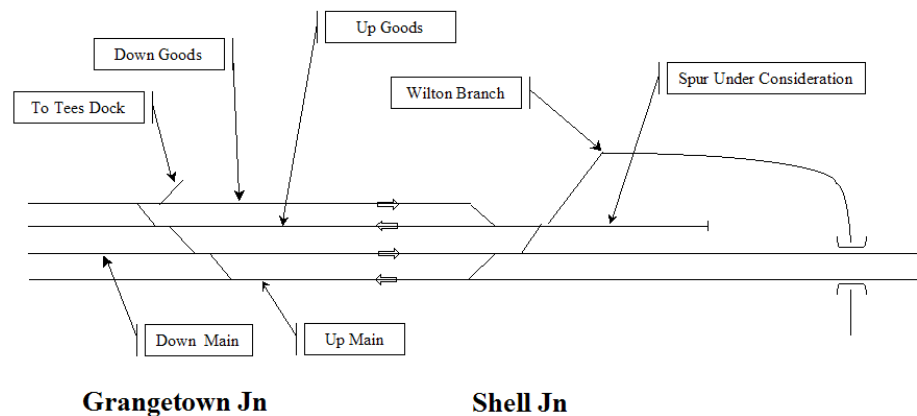 Up Goods
Down Goods
Wilton Branch
Spur Under Consideration
To Tees Dock
Down Main
Up Main
Grangetown Jn
Shell Jn